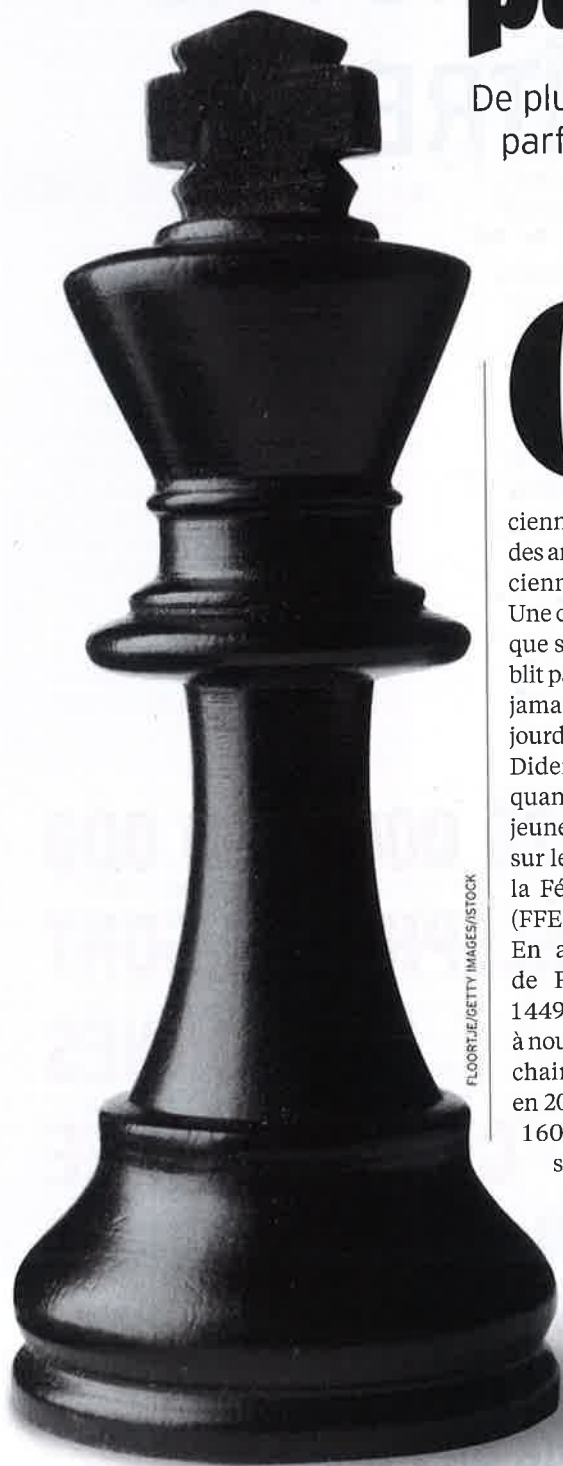 De plu
parf
cienn
des ar
cienn
Une c
que s
blit pa
jama
jourd
Dider
quan
jeune
sur le
la Fé
(FFE
En a
de P
1449
à nou
chain
en 20
160
s
FLOORTJE/GETTY IMAGES/ISTOCK